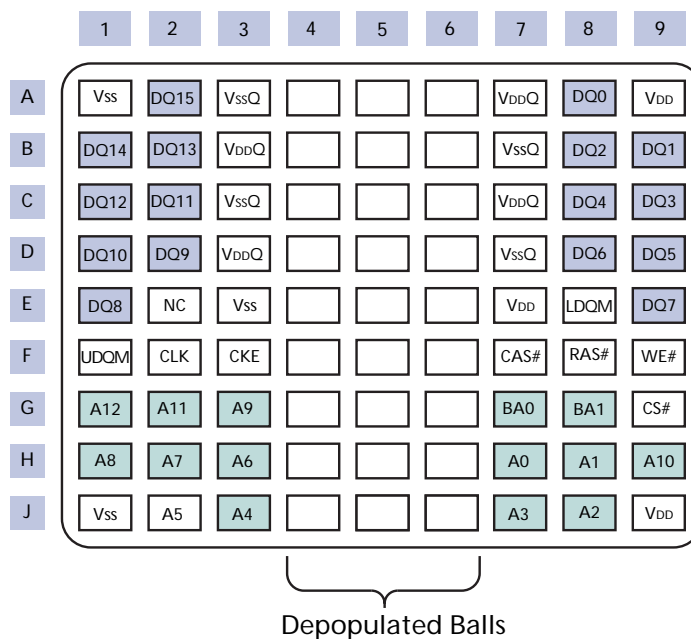 1 2 3 4 5 6 7 8 9
A Vss DQ15 VssQ VDDQ DQ0 VDD
B DQ14 DQ13 VDDQ VssQ DQ2 DQ1
C DQ12 DQ11 VssQ VDDQ DQ4 DQ3
D DQ10 DQ9 VDDQ VssQ DQ6 DQ5
E DQ8 NC Vss VDD LDQM DQ7
F UDQM CLK CKE CAS# RAS# WE#
G A12 A11 A9 BA0 BA1 CS#
H A8 A7 A6 A0 A1 A10
J Vss A5 A4 A3 A2 VDD
Depopulated Balls